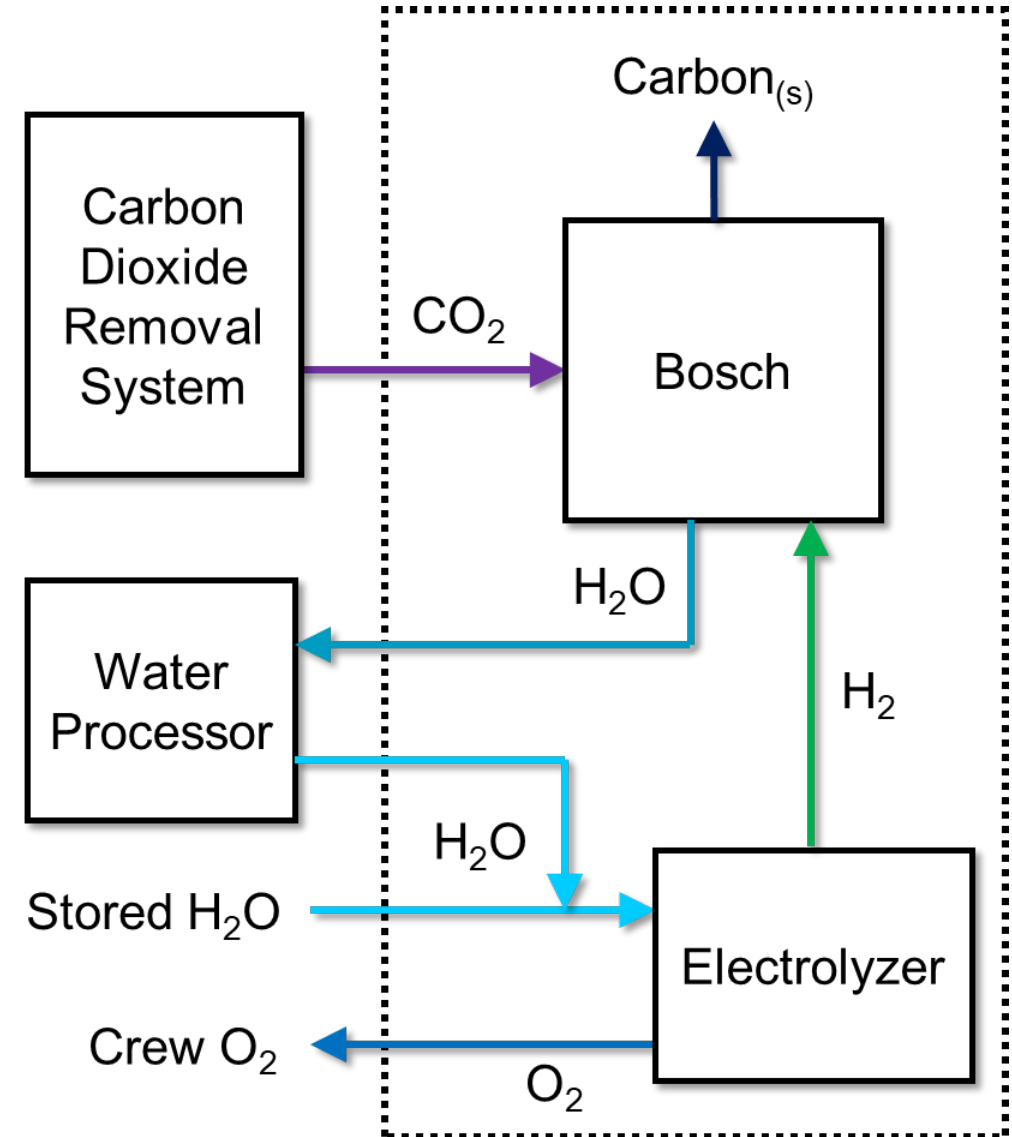 Carbon(s)
Carbon
Dioxide
Removal
System
CO₂
Bosch
H₂O
Water
Processor
H₂
H₂O
Stored H₂O
Electrolyzer
Crew O₂
O₂